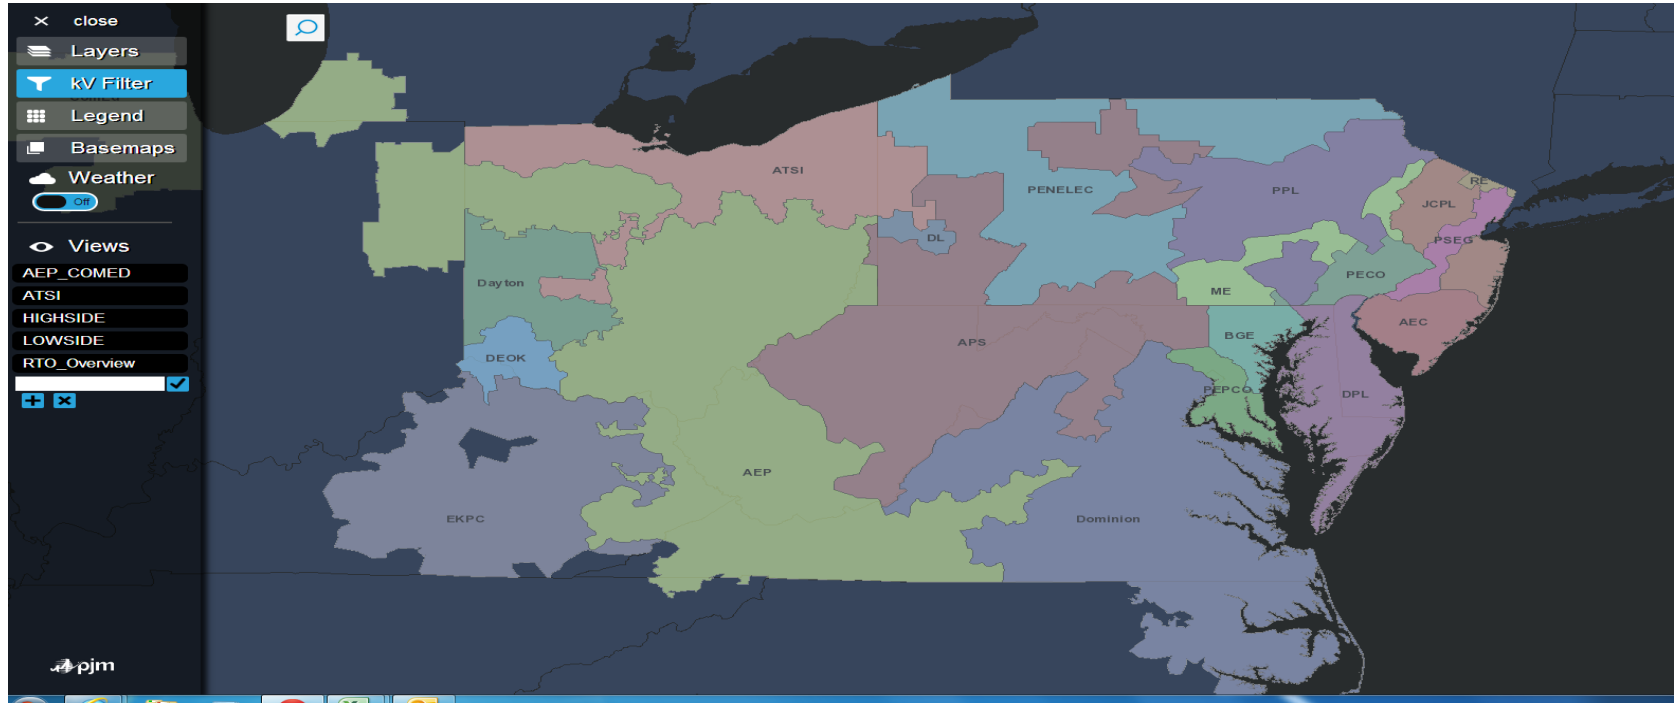 close
Layers
kV Filter
Legend
Basemaps
Weather
Off
Views
AEP_COMED
ATSI
HIGHSIDE
LOWSIDE
RTO_Overview
pjm
ATSI
PENELEC
PPL
RE
JCPL
PSEG
DL
PECO
Dayton
ME
AEC
BGE
APS
DEOK
PEPCO
DPL
AEP
EKPC
Dominion